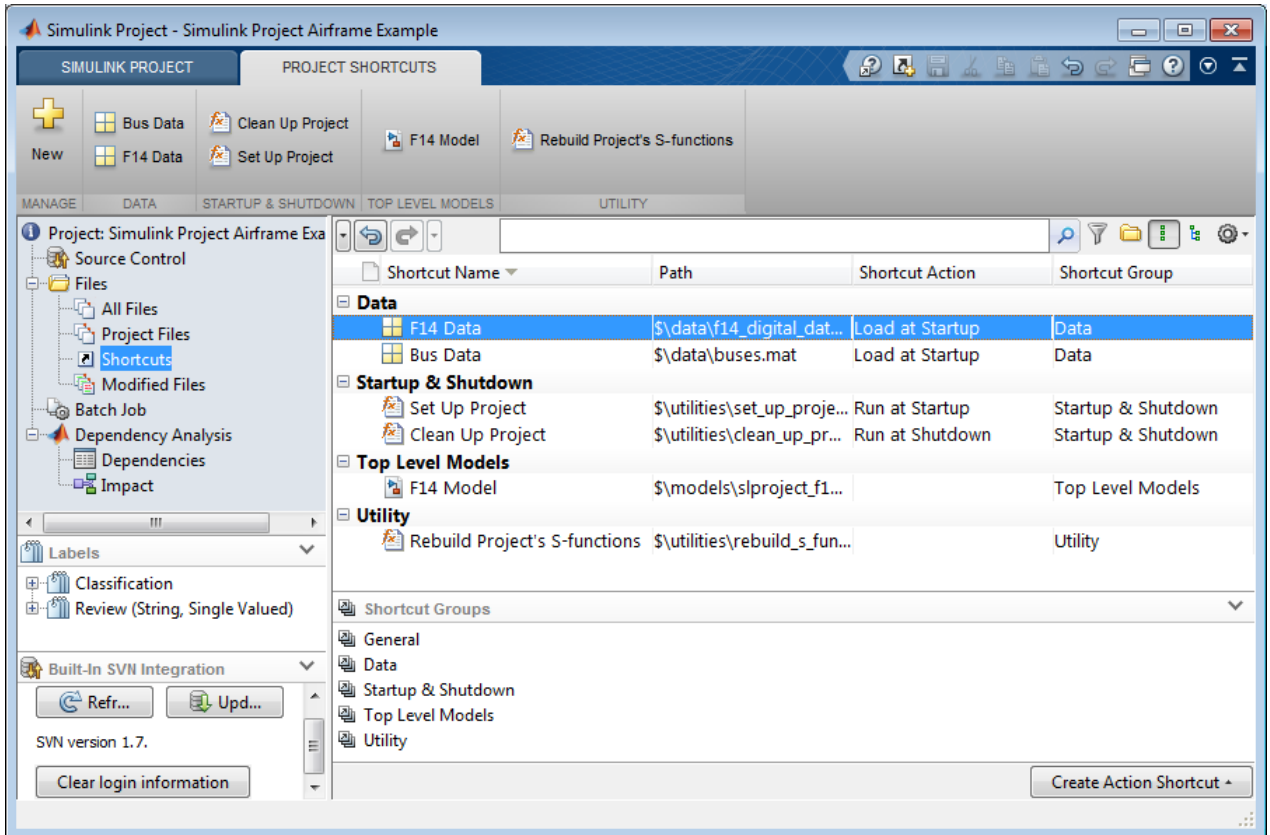 Simulink Project - Simulink Project Airframe Example
SIMULINK PROJECT
PROJECT SHORTCUTS
New
Bus Data
F14 Data
Clean Up Project
Set Up Project
F14 Model
Rebuild Project's S-functions
MANAGE
DATA
STARTUP & SHUTDOWN
TOP LEVEL MODELS
UTILITY
Project: Simulink Project Airframe Exa
Source Control
Files
All Files
Project Files
Shortcuts
Modified Files
Batch Job
Dependency Analysis
Dependencies
Impact
Labels
Classification
Review (String, Single Valued)
Built-In SVN Integration
Refr...
Upd...
SVN version 1.7.
Clear login information
Shortcut Name Path Shortcut Action Shortcut Group
Data
F14 Data $\data\f14_digital_dat... Load at Startup Data
Bus Data $\data\buses.mat Load at Startup Data
Startup & Shutdown
Set Up Project $\utilities\set_up_proje... Run at Startup Startup & Shutdown
Clean Up Project $\utilities\clean_up_pr... Run at Shutdown Startup & Shutdown
Top Level Models
F14 Model $\models\slproject_f1... Top Level Models
Utility
Rebuild Project's S-functions $\utilities\rebuild_s_fun... Utility
Shortcut Groups
General
Data
Startup & Shutdown
Top Level Models
Utility
Create Action Shortcut